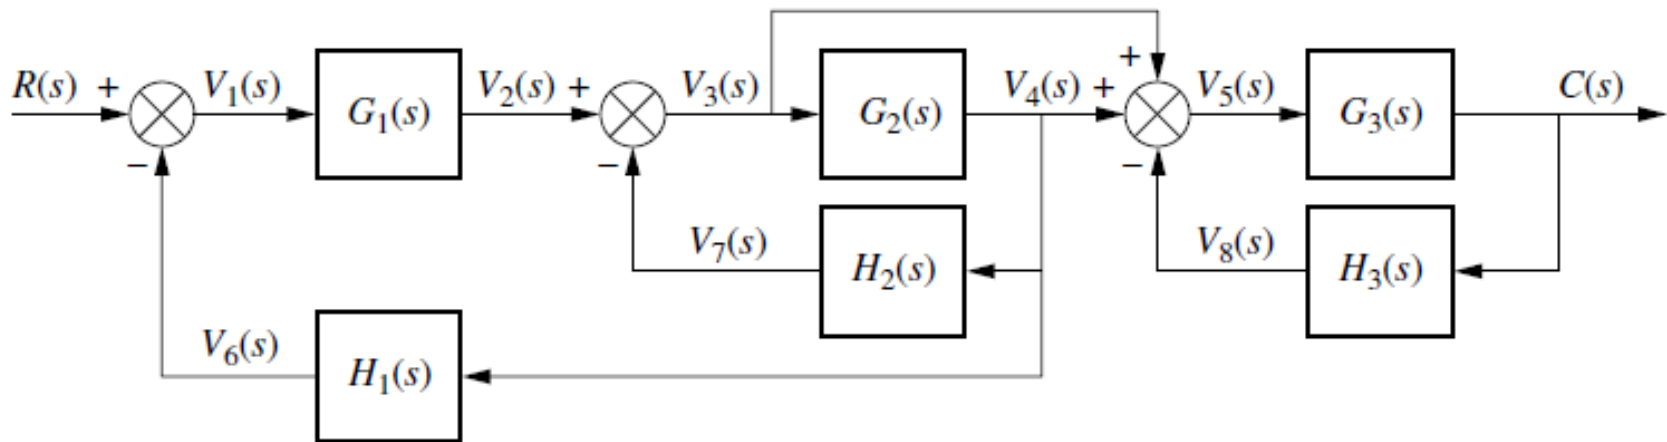 +
R(s) + V₁(s) G₁(s) V₂(s) + V₃(s) G₂(s) V₄(s) + V₅(s) G₃(s) C(s)
− − −
V₇(s) H₂(s) V₈(s) H₃(s)
V₆(s) H₁(s)